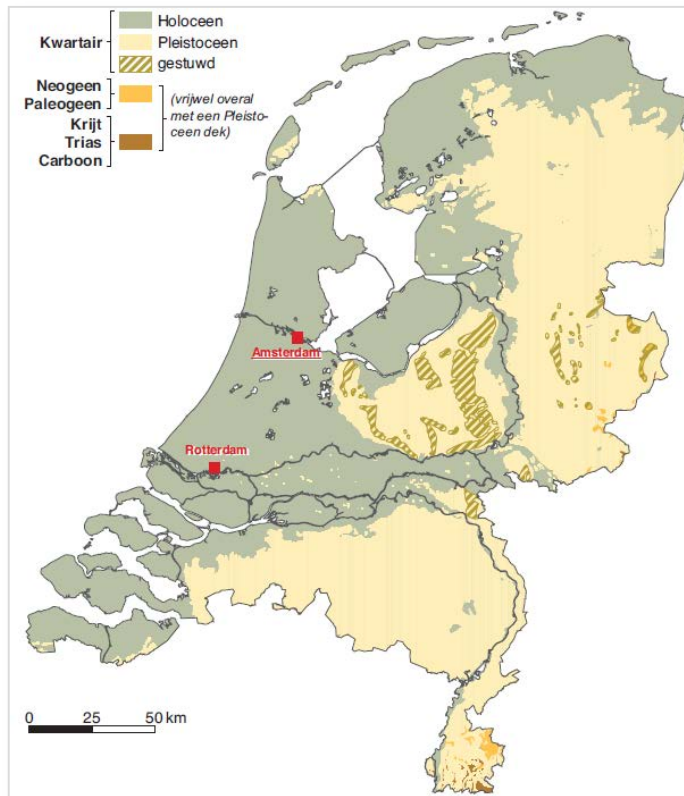 Kwartair
Holoceen
Pleistoceen
gestuwd
Neogeen
Paleogeen
Krijt
Trias
Carboon
(vrijwel overal
met een Pleisto-
ceen dek)
Amsterdam
Rotterdam
0 25 50 km